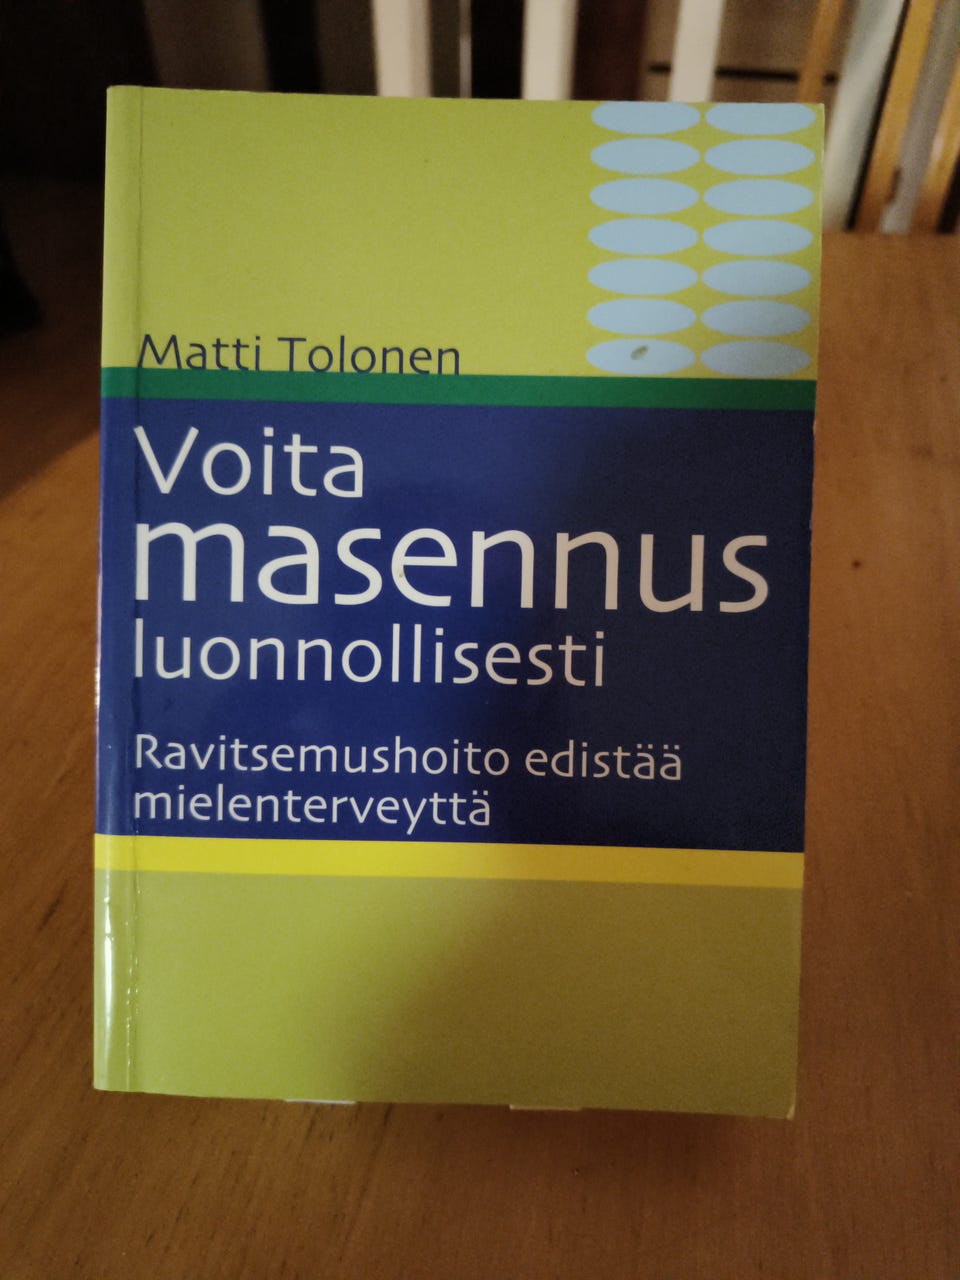 Matti Tolonen
Voita
masennus
luonnollisesti
Ravitsemushoito edistää
mielenterveyttä